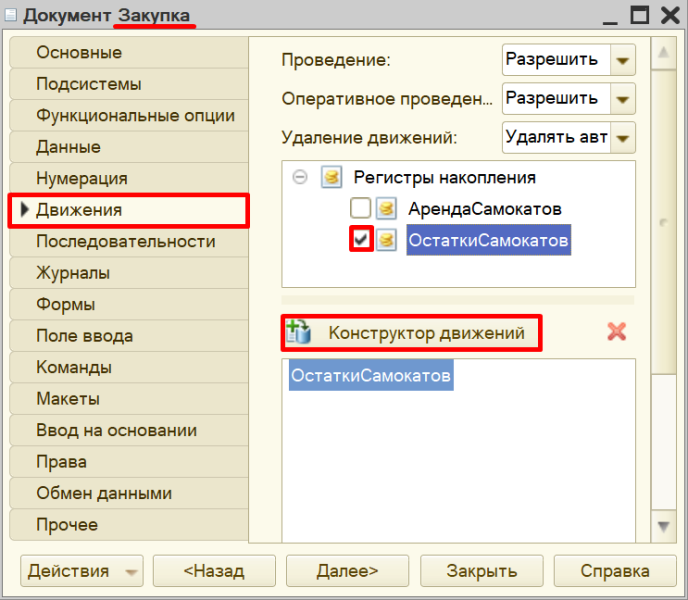 Документ Закупка
Основные
Подсистемы
Функциональные опции
Данные
Нумерация
Движения
Последовательности
Журналы
Формы
Поле ввода
Команды
Макеты
Ввод на основании
Права
Обмен данными
Прочее
Проведение: Разрешить
Оперативное проведен... Разрешить
Удаление движений: Удалять авт
Регистры накопления
АрендаСамокатов
ОстаткиСамокатов
Конструктор движений
ОстаткиСамокатов
Действия <Назад Далее> Закрыть Справка